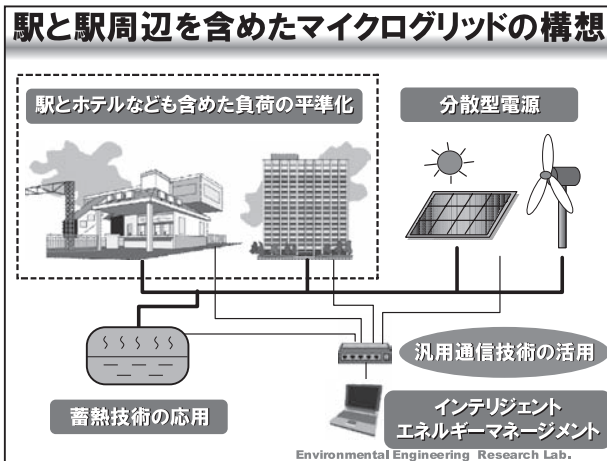 駅と駅周辺を含めたマイクログリッドの構想
駅とホテルなども含めた負荷の平準化
分散型電源
汎用通信技術の活用
蓄熱技術の応用
インテリジェント
エネルギーマネージメント
Environmental Engineering Research Lab.